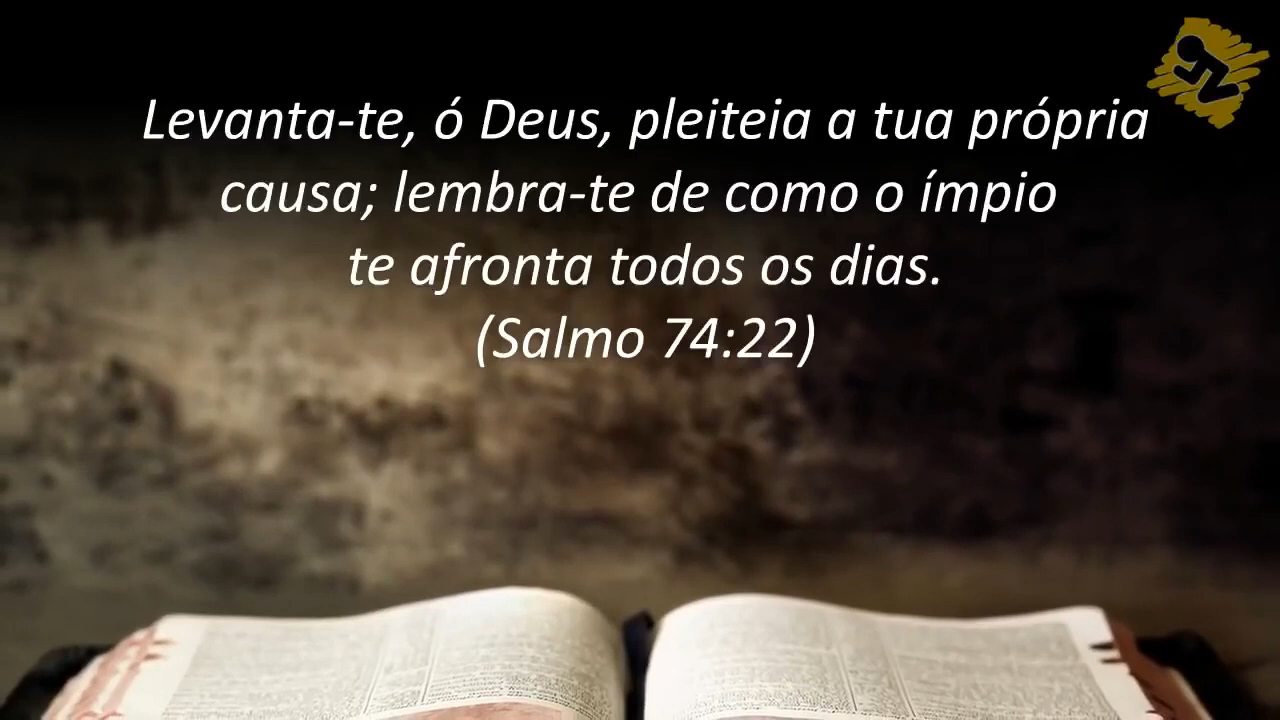 Levanta-te, ó Deus, pleiteia a tua própria
causa; lembra-te de como o ímpio
te afronta todos os dias.
(Salmo 74:22)